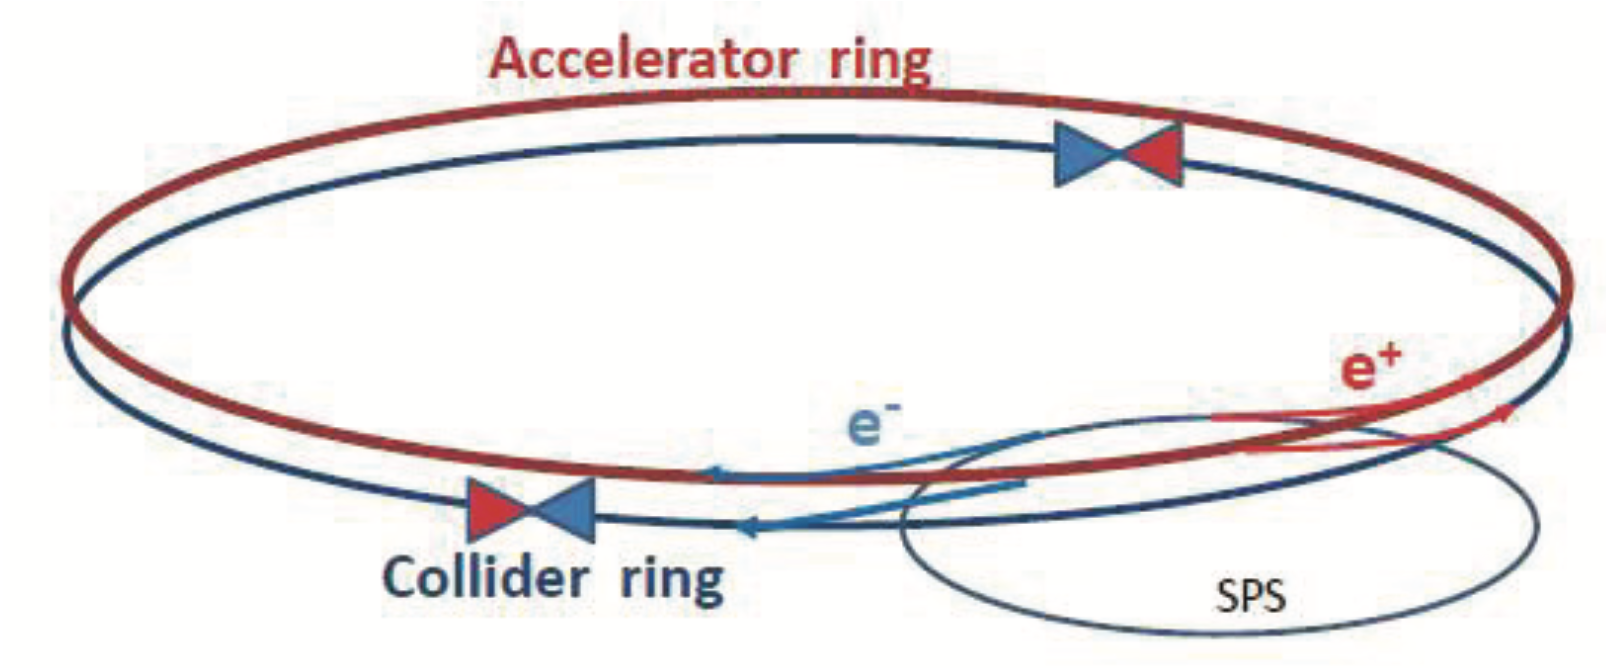 Accelerator ring
e+
e-
Collider ring
SPS